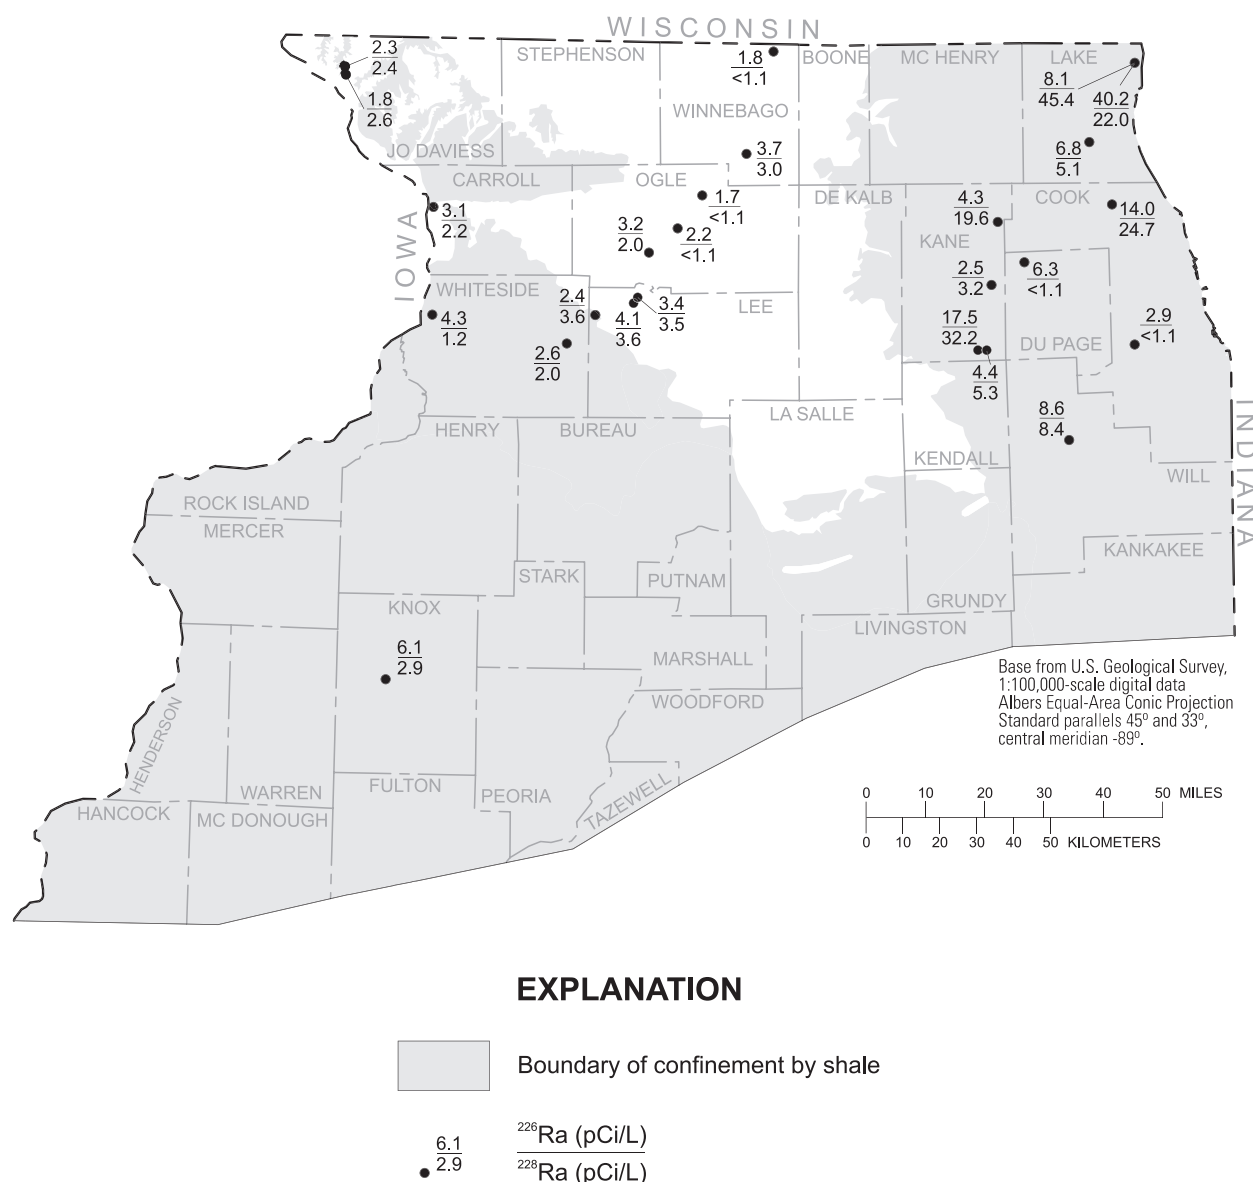 WISCONSIN
STEPHENSON
BOONE
MC HENRY
LAKE
2.3
2.4
1.8
2.6
1.8
<1.1
8.1
45.4
40.2
22.0
WINNEBAGO
JO DAVIESS
3.7
3.0
6.8
5.1
CARROLL
OGLE
DE KALB
COOK
IOWA
3.1
2.2
3.2
2.0
1.7
<1.1
2.2
<1.1
4.3
19.6
KANE
14.0
24.7
WHITESIDE
2.4
3.6
LEE
2.5
3.2
6.3
<1.1
4.3
1.2
2.6
2.0
4.1
3.6
3.4
3.5
17.5
32.2
DU PAGE
2.9
<1.1
4.4
5.3
LA SALLE
8.6
8.4
INDIANA
HENRY
BUREAU
KENDALL
WILL
ROCK ISLAND
MERCER
KANKAKEE
STARK
PUTNAM
KNOX
GRUNDY
LIVINGSTON
6.1
2.9
MARSHALL
WOODFORD
HENDERSON
WARREN
FULTON
PEORIA
TAZEWELL
HANCOCK
MC DONOUGH
Base from U.S. Geological Survey,
1:100,000-scale digital data
Albers Equal-Area Conic Projection
Standard parallels 45º and 33º,
central meridian -89º.
0 10 20 30 40 50 MILES
0 10 20 30 40 50 KILOMETERS
EXPLANATION
Boundary of confinement by shale
6.1
2.9
²²⁶Ra (pCi/L)
²²⁸Ra (pCi/L)